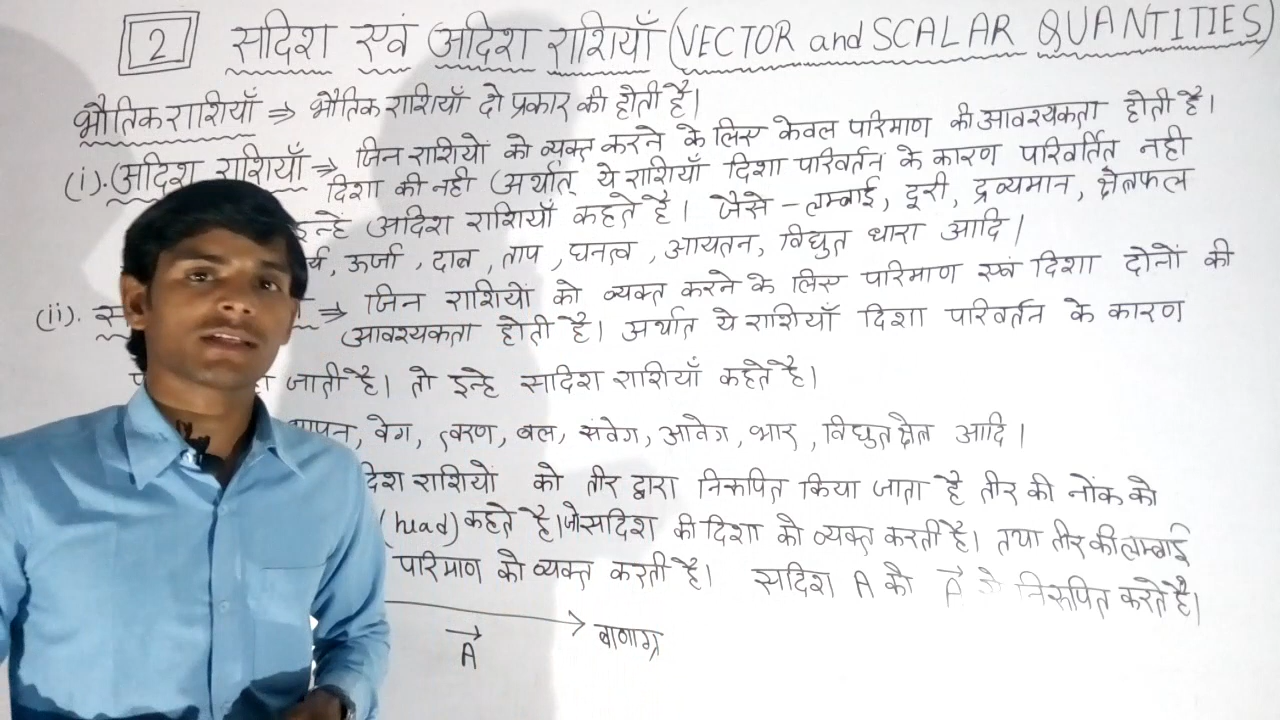 2 सदिश एवं अदिश राशियाँ (VECTOR and SCALAR QUANTITIES)
भौतिक राशियाँ ⇒ भौतिक राशियाँ दो प्रकार की होती है।
(i). अदिश राशियाँ ⇒ जिन राशियों को व्यक्त करने के लिए केवल परिमाण की आवश्यकता होती है।
दिशा की नही (अर्थात् ये राशियाँ दिशा परिवर्तन के कारण परिवर्तित नही
इन्हे अदिश राशियाँ कहते है। जैसे - लम्बाई, दूरी, द्रव्यमान, क्षेत्रफल
र्य, ऊर्जा, दाब, ताप, घनत्व, आयतन, विद्युत धारा आदि।
(ii). स ⇒ जिन राशियों को व्यक्त करने के लिए परिमाण एवं दिशा दोनों की
आवश्यकता होती है। अर्थात ये राशियाँ दिशा परिवर्तन के कारण
जाती है। तो इन्हे सदिश राशियाँ कहते है।
वेग, त्वरण, बल, संवेग, आवेग, भार, विद्युत क्षेत्र आदि।
दिश राशियों को तीर द्वारा निरूपित किया जाता है तीर की नोंक को
(head) कहते है। जो सदिश की दिशा को व्यक्त करती है। तथा तीर की लम्बाई
परिमाण को व्यक्त करती है। सदिश A को A⃗ से निरूपित करते है।
A⃗ बाणाग्र